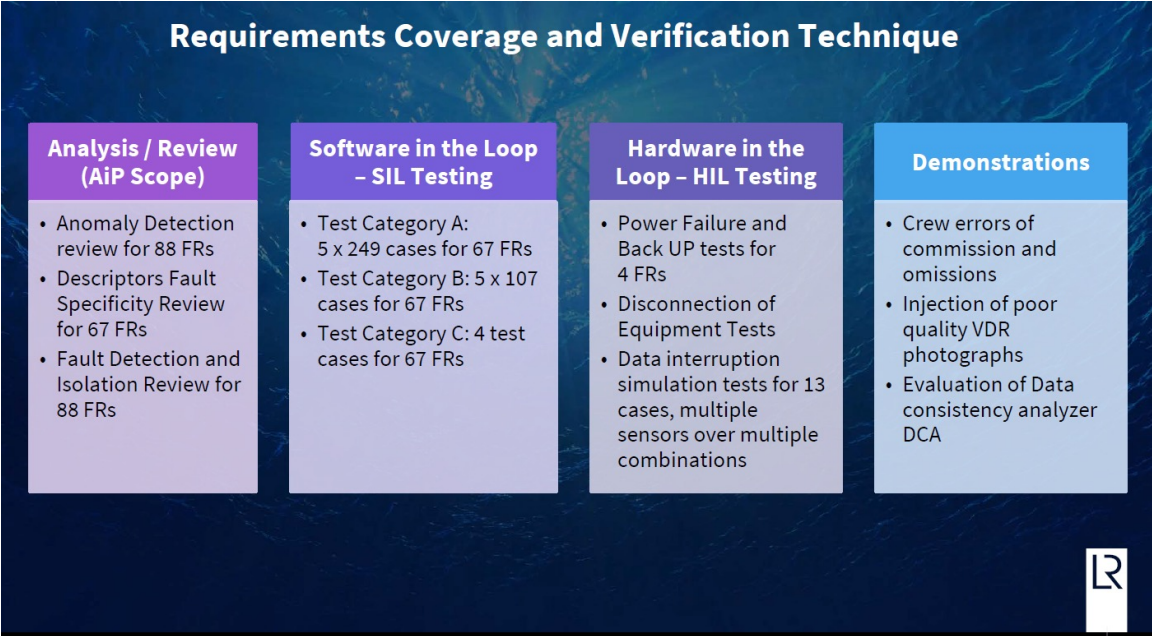 Requirements Coverage and Verification Technique
Analysis / Review
(AiP Scope)
• Anomaly Detection
review for 88 FRs
• Descriptors Fault
Specificity Review
for 67 FRs
• Fault Detection and
Isolation Review for
88 FRs
Software in the Loop
– SIL Testing
• Test Category A:
5 x 249 cases for 67 FRs
• Test Category B: 5 x 107
cases for 67 FRs
• Test Category C: 4 test
cases for 67 FRs
Hardware in the
Loop – HIL Testing
• Power Failure and
Back UP tests for
4 FRs
• Disconnection of
Equipment Tests
• Data interruption
simulation tests for 13
cases, multiple
sensors over multiple
combinations
Demonstrations
• Crew errors of
commission and
omissions
• Injection of poor
quality VDR
photographs
• Evaluation of Data
consistency analyzer
DCA
LR